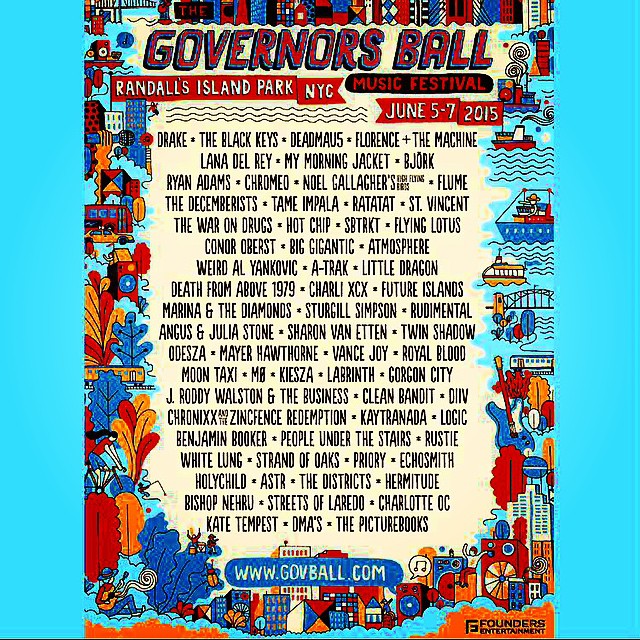 THE
GOVERNORS BALL
RANDALL'S ISLAND PARK NYC MUSIC FESTIVAL
JUNE 5-7 2015
DRAKE * THE BLACK KEYS * DEADMAU5 * FLORENCE + THE MACHINE
LANA DEL REY * MY MORNING JACKET * BJÖRK
RYAN ADAMS * CHROMEO * NOEL GALLAGHER'S HIGH FLYING BIRDS * FLUME
THE DECEMBERISTS * TAME IMPALA * RATATAT * ST. VINCENT
THE WAR ON DRUGS * HOT CHIP * SBTRKT * FLYING LOTUS
CONOR OBERST * BIG GIGANTIC * ATMOSPHERE
WEIRD AL YANKOVIC * A-TRAK * LITTLE DRAGON
DEATH FROM ABOVE 1979 * CHARLI XCX * FUTURE ISLANDS
MARINA & THE DIAMONDS * STURGILL SIMPSON * RUDIMENTAL
ANGUS & JULIA STONE * SHARON VAN ETTEN * TWIN SHADOW
ODESZA * MAYER HAWTHORNE * VANCE JOY * ROYAL BLOOD
MOON TAXI * MØ * KIESZA * LABRINTH * GORGON CITY
J. RODDY WALSTON & THE BUSINESS * CLEAN BANDIT * DIIV
CHRONIXX AND THE ZINCFENCE REDEMPTION * KAYTRANADA * LOGIC
BENJAMIN BOOKER * PEOPLE UNDER THE STAIRS * RUSTIE
WHITE LUNG * STRAND OF OAKS * PRIORY * ECHOSMITH
HOLYCHILD * ASTR * THE DISTRICTS * HERMITUDE
BISHOP NEHRU * STREETS OF LAREDO * CHARLOTTE OC
KATE TEMPEST * DMA'S * THE PICTUREBOOKS
WWW.GOVBALL.COM
FOUNDERS
ENTERTAINMENT